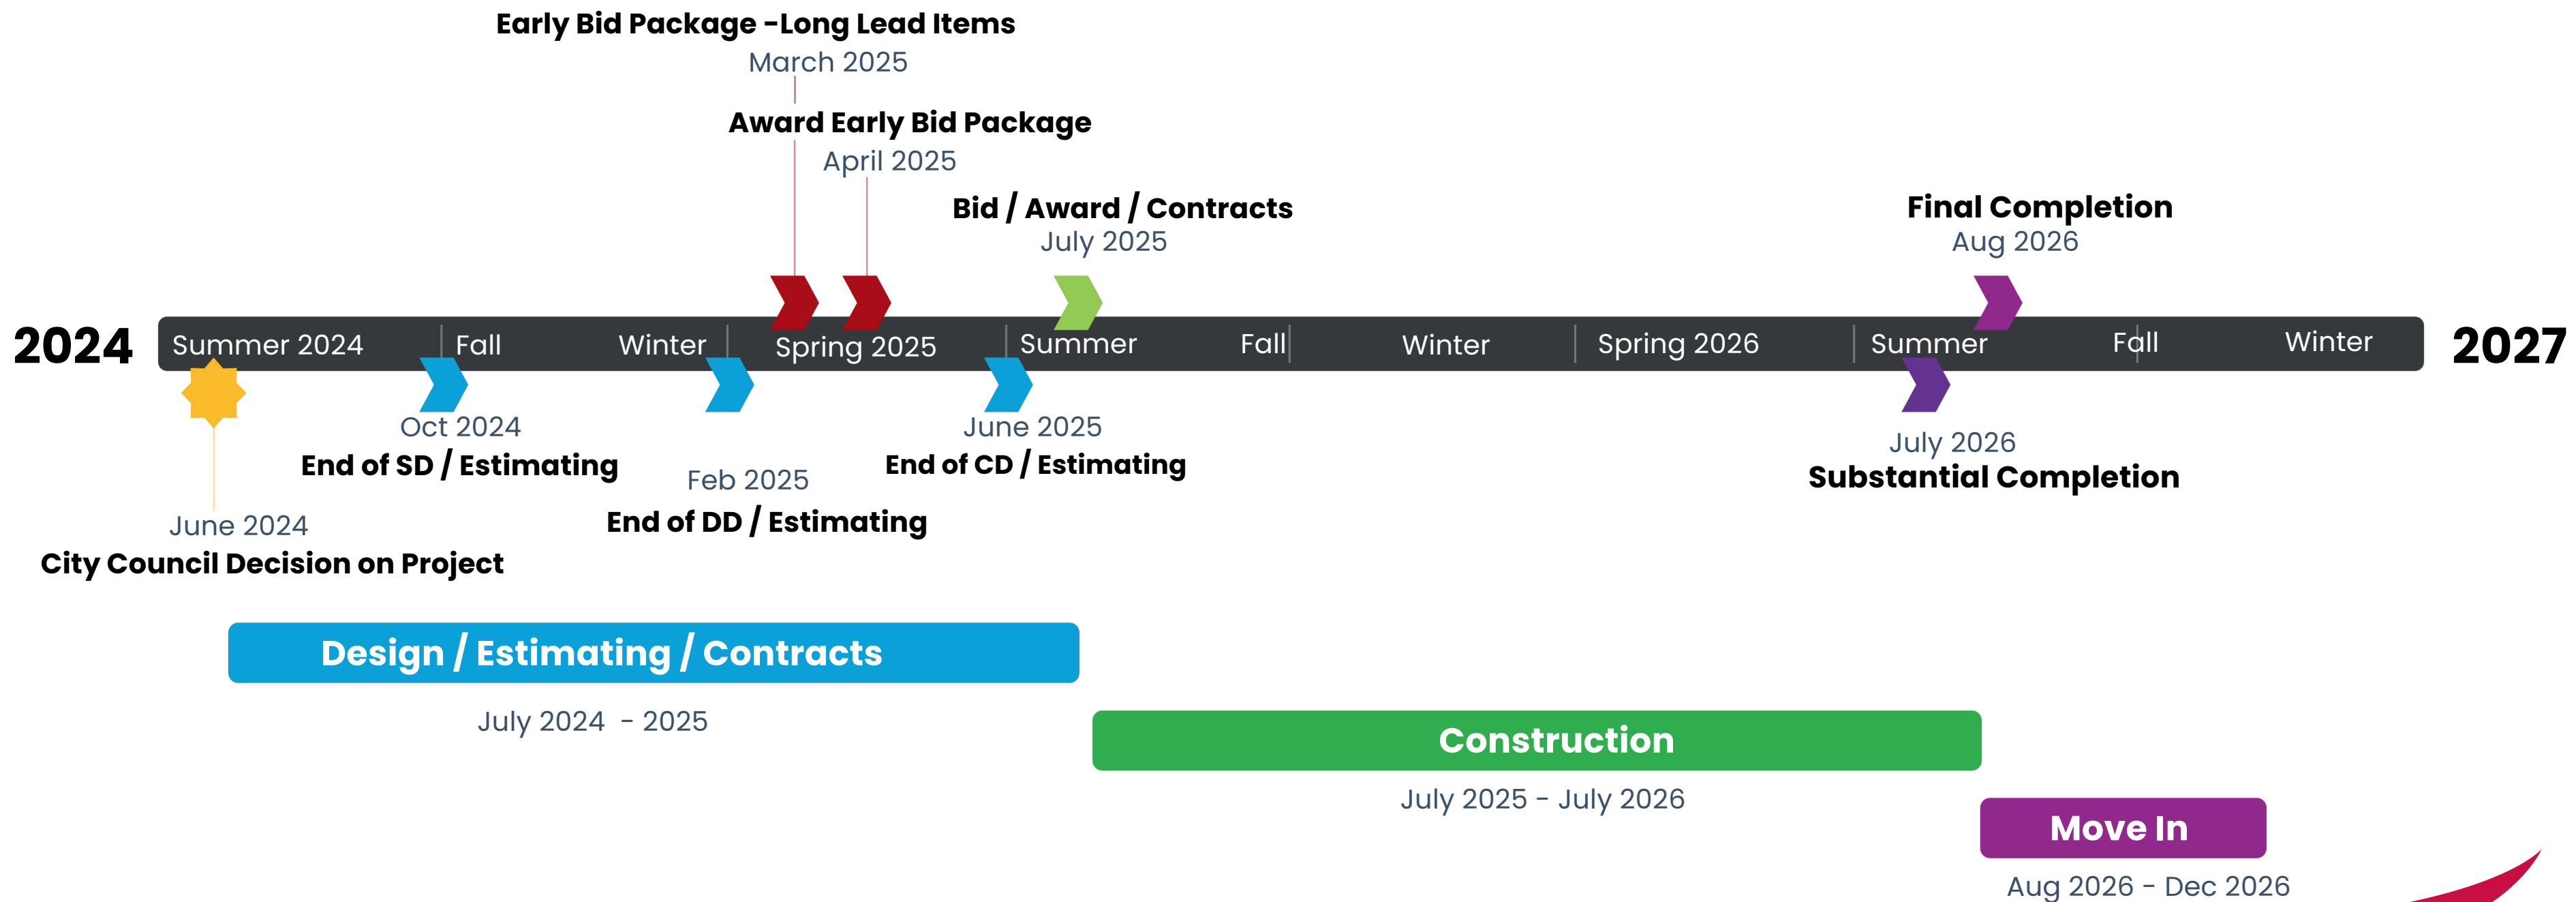 Early Bid Package –Long Lead Items
March 2025
Award Early Bid Package
April 2025
Bid / Award / Contracts
July 2025
Final Completion
Aug 2026
2024
Summer 2024
Fall
Winter
Spring 2025
Summer
Fall
Winter
Spring 2026
Summer
Fall
Winter
2027
Oct 2024
End of SD / Estimating
Feb 2025
End of DD / Estimating
June 2025
End of CD / Estimating
July 2026
Substantial Completion
June 2024
City Council Decision on Project
Design / Estimating / Contracts
July 2024 - 2025
Construction
July 2025 - July 2026
Move In
Aug 2026 - Dec 2026